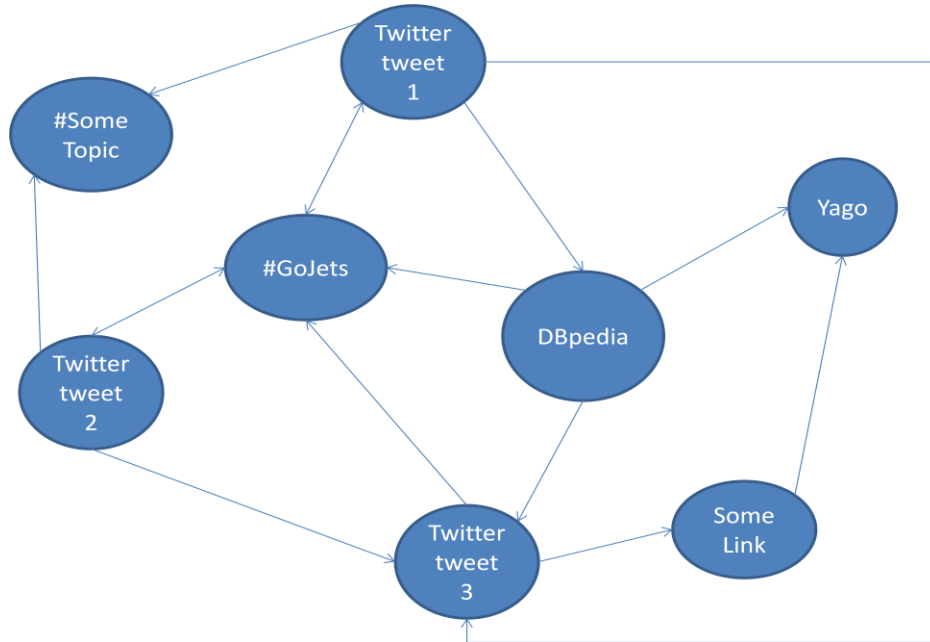 Twitter
tweet
1
#Some
Topic
Yago
#GoJets
DBpedia
Twitter
tweet
2
Some
Link
Twitter
tweet
3